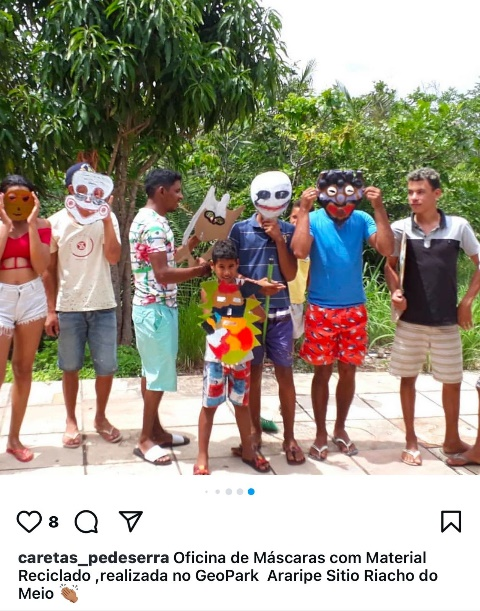 8
caretas_pedeserra Oficina de Máscaras com Material
Reciclado ,realizada no GeoPark Araripe Sitio Riacho do
Meio 👏🏽